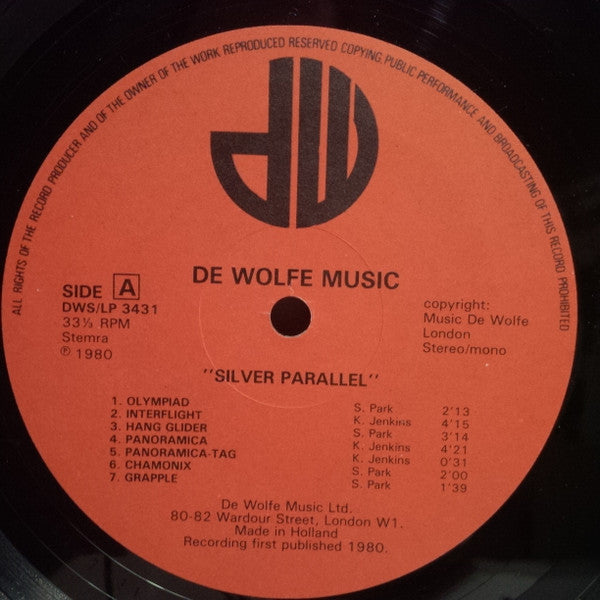 ALL RIGHTS OF THE RECORD PRODUCER AND OF THE OWNER OF THE WORK REPRODUCED RESERVED COPYING, PUBLIC PERFORMANCE AND BROADCASTING OF THIS RECORD PROHIBITED
dw
DE WOLFE MUSIC
SIDE A
DWS/LP 3431
33⅓ RPM
Stemra
℗ 1980
copyright:
Music De Wolfe
London
Stereo/mono
"SILVER PARALLEL"
1. OLYMPIAD S. Park 2'13
2. INTERFLIGHT K. Jenkins 4'15
3. HANG GLIDER S. Park 3'14
4. PANORAMICA K. Jenkins 4'21
5. PANORAMICA-TAG K. Jenkins 0'31
6. CHAMONIX S. Park 2'00
7. GRAPPLE S. Park 1'39
De Wolfe Music Ltd.
80-82 Wardour Street, London W1.
Made in Holland
Recording first published 1980.